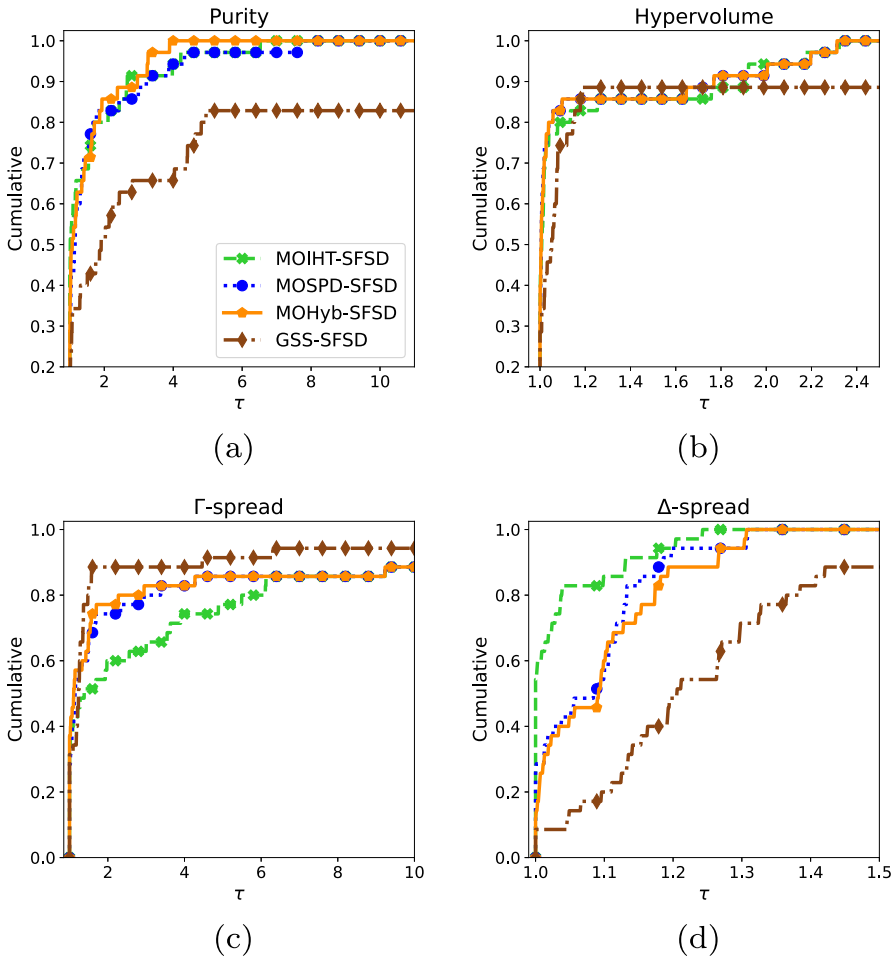 Purity
1.0
0.9
0.8
0.7
0.6
0.5
0.4
0.3
0.2
Cumulative
MOIHT-SFSD
MOSPD-SFSD
MOHyb-SFSD
GSS-SFSD
2 4 6 8 10
τ
(a)
Hypervolume
1.0
0.9
0.8
0.7
0.6
0.5
0.4
0.3
0.2
Cumulative
1.0 1.2 1.4 1.6 1.8 2.0 2.2 2.4
τ
(b)
Γ-spread
1.0
0.8
0.6
0.4
0.2
0.0
Cumulative
2 4 6 8 10
τ
(c)
Δ-spread
1.0
0.8
0.6
0.4
0.2
0.0
Cumulative
1.0 1.1 1.2 1.3 1.4 1.5
τ
(d)